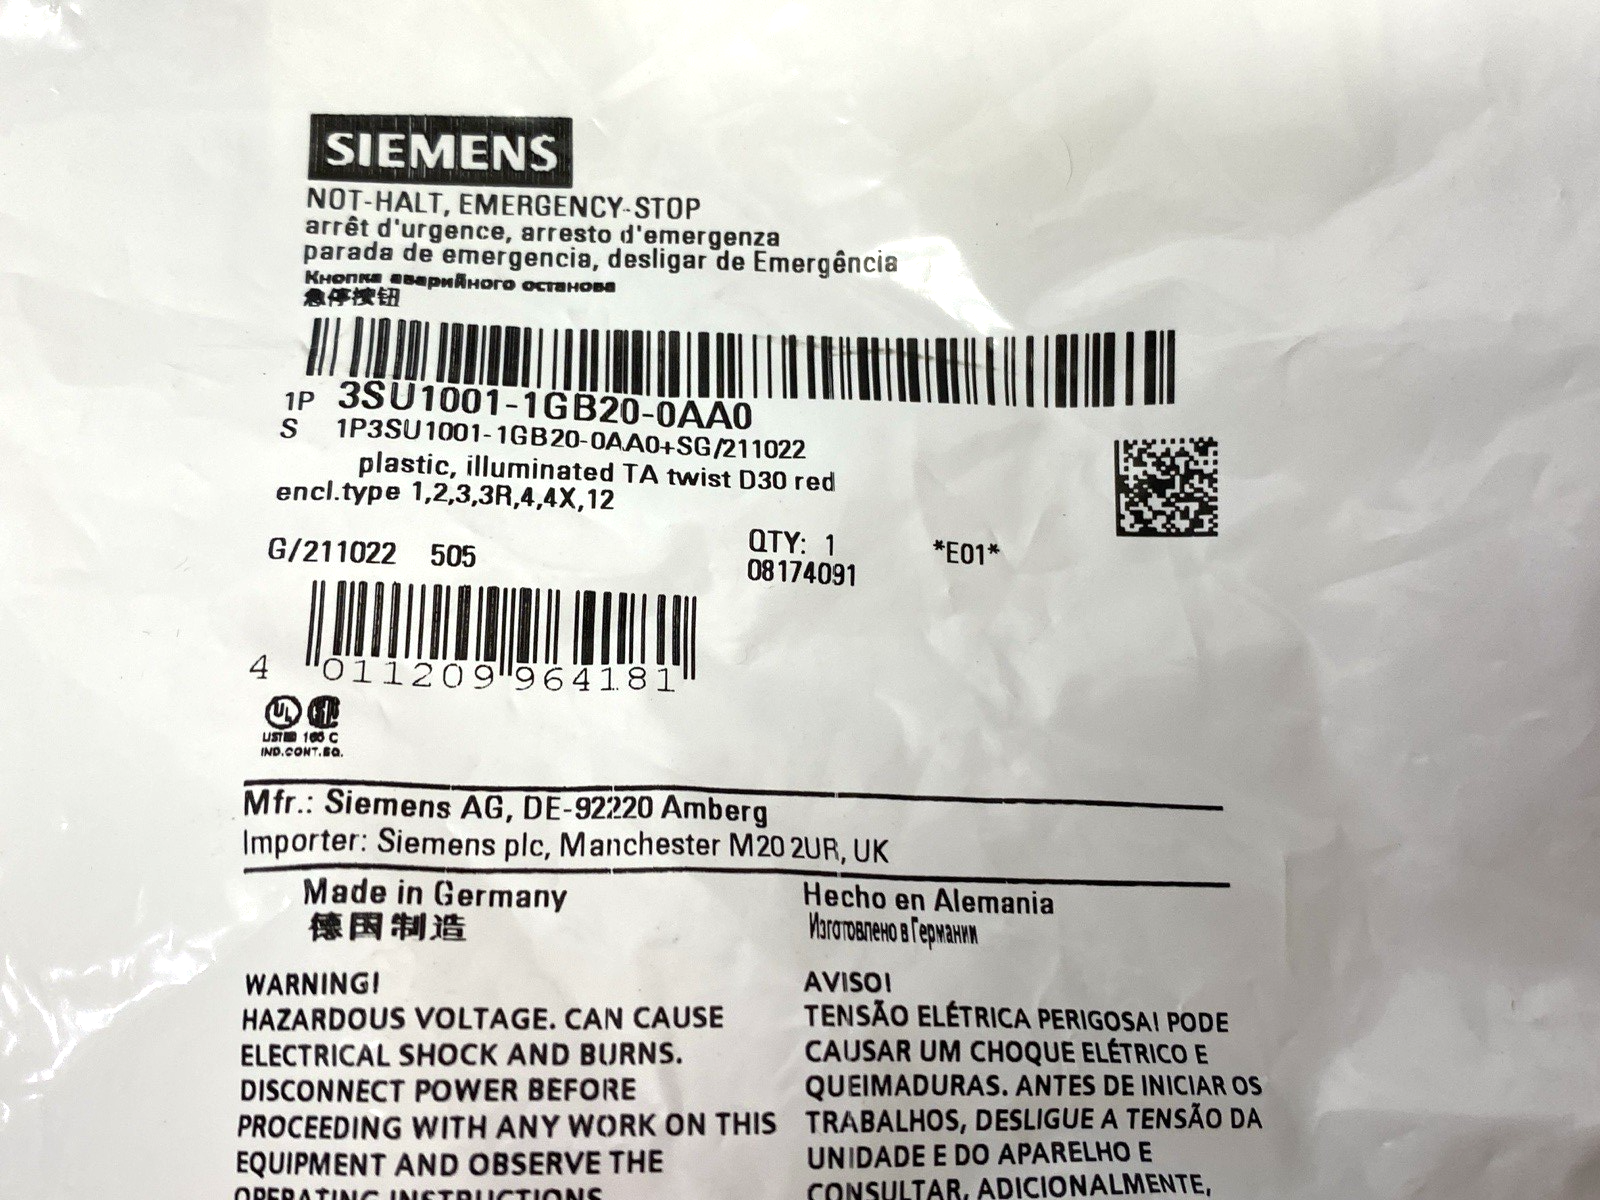 SIEMENS
NOT-HALT, EMERGENCY-STOP
arrêt d'urgence, arresto d'emergenza
parada de emergencia, desligar de Emergência
Кнопка аварийного останова
急停按钮
1P 3SU1001-1GB20-0AA0
S 1P3SU1001-1GB20-0AA0+SG/211022
plastic, illuminated TA twist D30 red
encl.type 1,2,3,3R,4,4X,12
G/211022 505 QTY: 1 *E01*
08174091
4 011209 964181
UL
LISTED 165 C
IND.CONT.EQ.
Mfr.: Siemens AG, DE-92220 Amberg
Importer: Siemens plc, Manchester M20 2UR, UK
Made in Germany
德国制造
Hecho en Alemania
Изготовлено в Германии
WARNING!
HAZARDOUS VOLTAGE. CAN CAUSE
ELECTRICAL SHOCK AND BURNS.
DISCONNECT POWER BEFORE
PROCEEDING WITH ANY WORK ON THIS
EQUIPMENT AND OBSERVE THE
OPERATING INSTRUCTIONS
AVISO!
TENSÃO ELÉTRICA PERIGOSA! PODE
CAUSAR UM CHOQUE ELÉTRICO E
QUEIMADURAS. ANTES DE INICIAR OS
TRABALHOS, DESLIGUE A TENSÃO DA
UNIDADE E DO APARELHO E
CONSULTAR, ADICIONALMENTE,